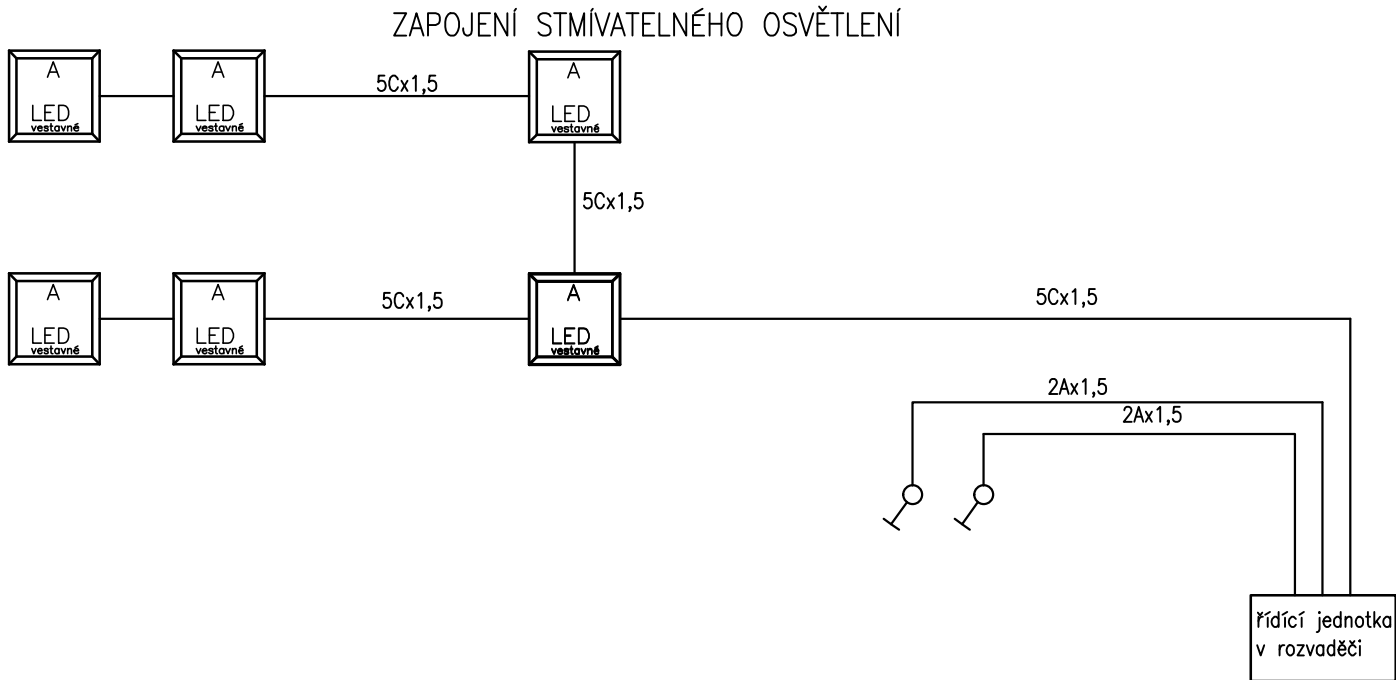 ZAPOJENÍ STMÍVATELNÉHO OSVĚTLENÍ
A
LED
vestavné
A
LED
vestavné
5Cx1,5
A
LED
vestavné
5Cx1,5
A
LED
vestavné
A
LED
vestavné
5Cx1,5
A
LED
vestavné
5Cx1,5
2Ax1,5
2Ax1,5
řídící jednotka
v rozvaděči